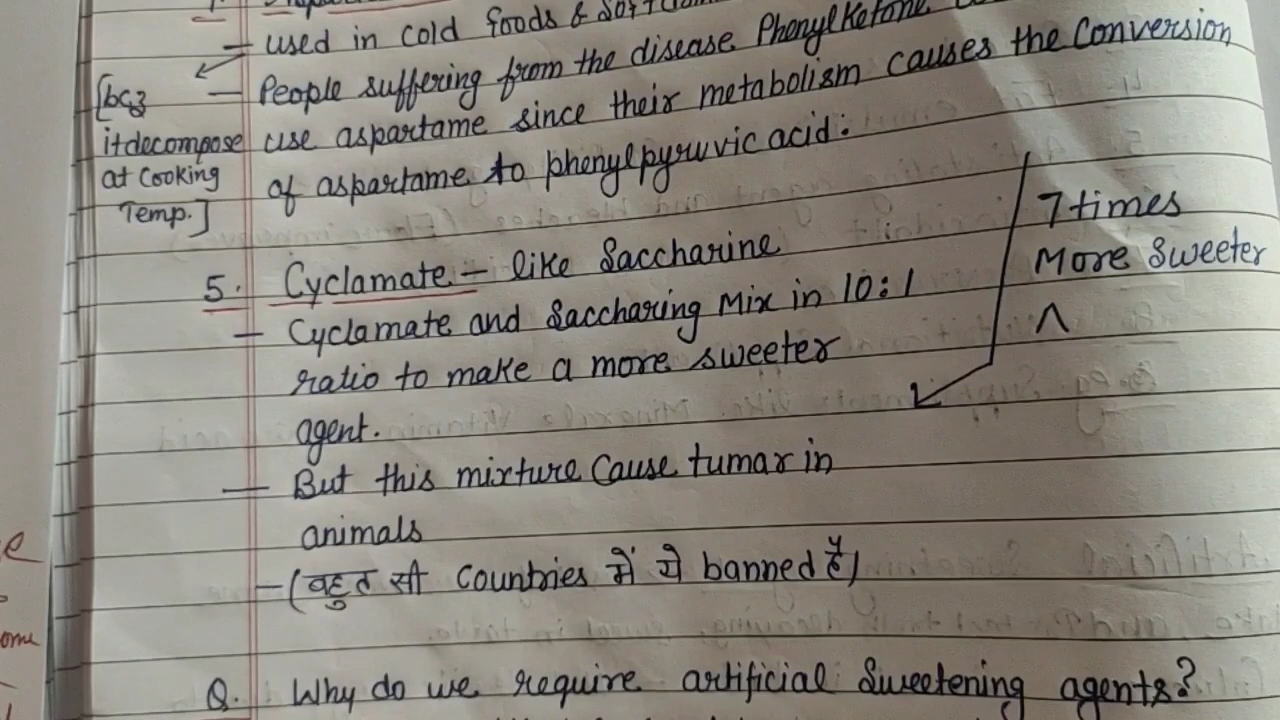 - used in cold foods &
- People suffering from the disease Phenylketone
use aspartame since their metabolism causes the conversion
of aspartame to phenylpyruvic acid.
[bcz
it decompose
at cooking
Temp.]
5. Cyclamate - like Saccharine
- Cyclamate and Saccharing Mix in 10:1
ratio to make a more sweeter
agent.
7 times
More Sweeter
^
- But this mixture Cause tumar in
animals
- (बहुत सी Countries में ये banned है)
Q. Why do we require artificial Sweetening agents?